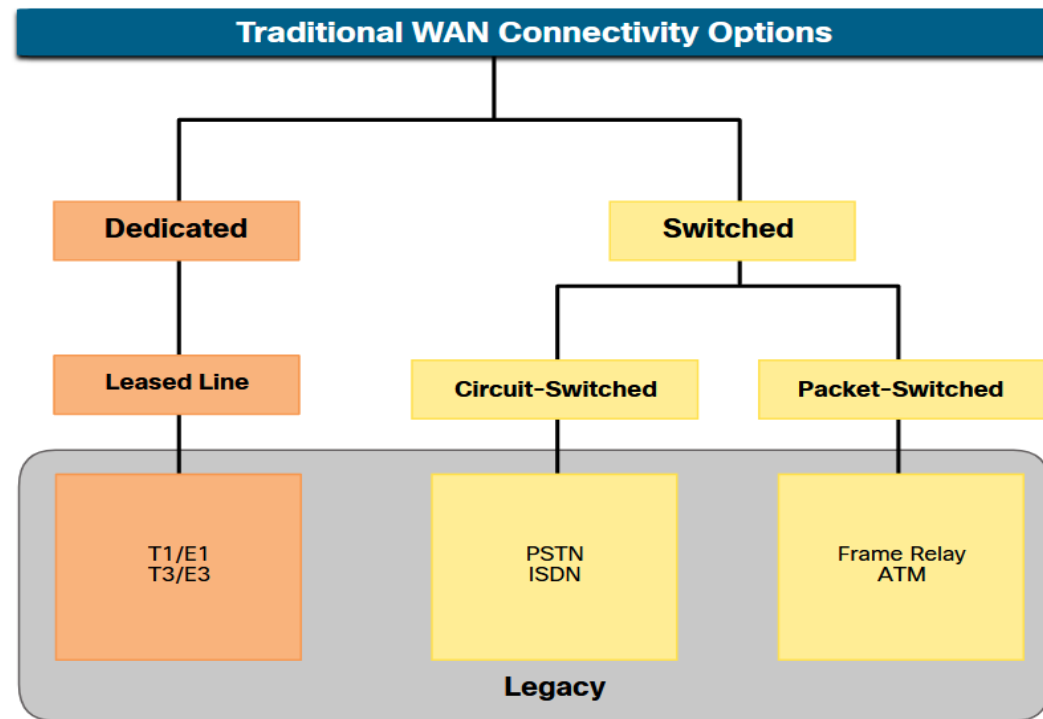 Traditional WAN Connectivity Options
Dedicated
Switched
Leased Line
Circuit-Switched
Packet-Switched
T1/E1
T3/E3
PSTN
ISDN
Frame Relay
ATM
Legacy